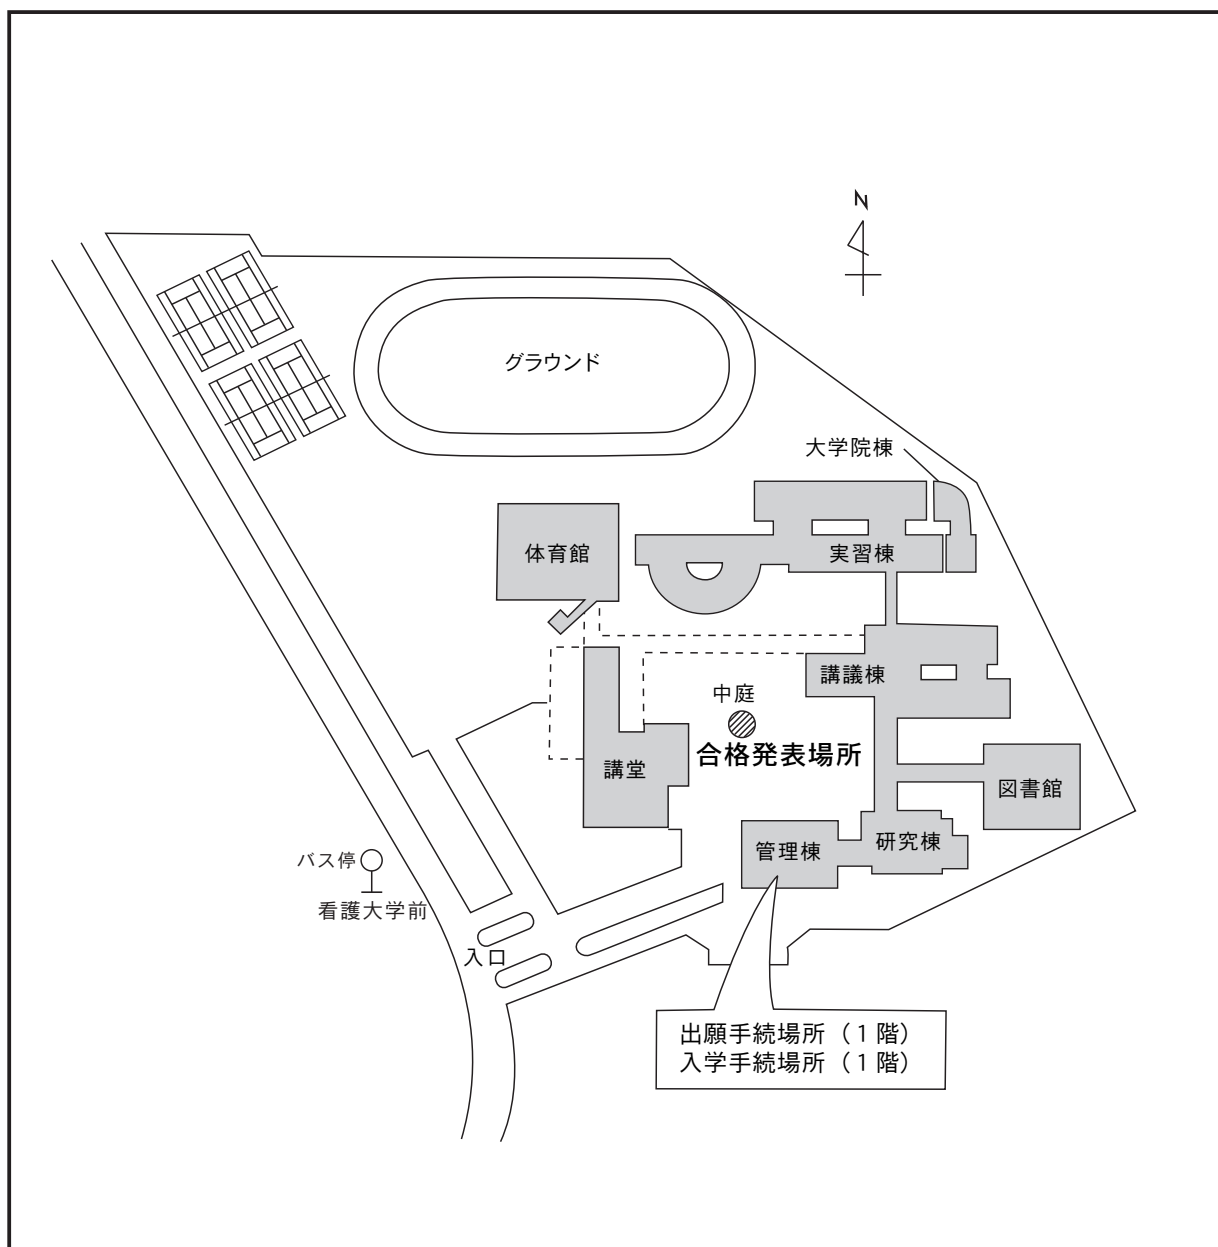 N
グラウンド
大学院棟
体育館
実習棟
講議棟
中庭
合格発表場所
講堂
図書館
管理棟
研究棟
バス停
看護大学前
入口
出願手続場所（１階）
入学手続場所（１階）